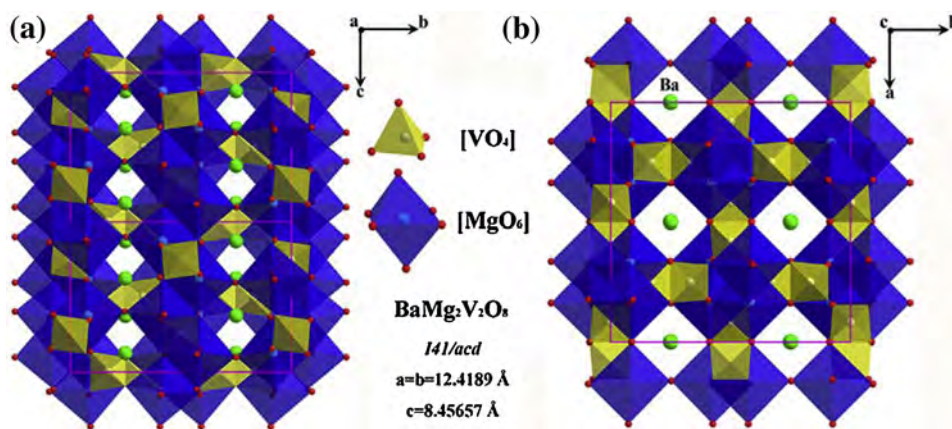 (a)
a
b
c
[VO₄]
[MgO₆]
BaMg₂V₂O₈
I41/acd
a=b=12.4189 Å
c=8.45657 Å
(b)
c
a
Ba